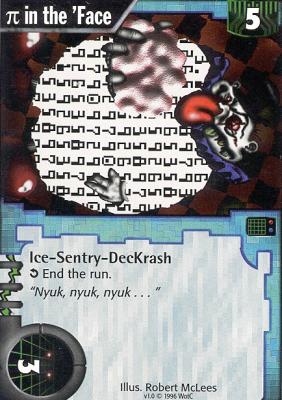 π in the 'Face
5
Ice-Sentry-DecKrash
End the run.
"Nyuk, nyuk, nyuk . . . "
3
Illus. Robert McLees
v1.0 © 1996 WotC